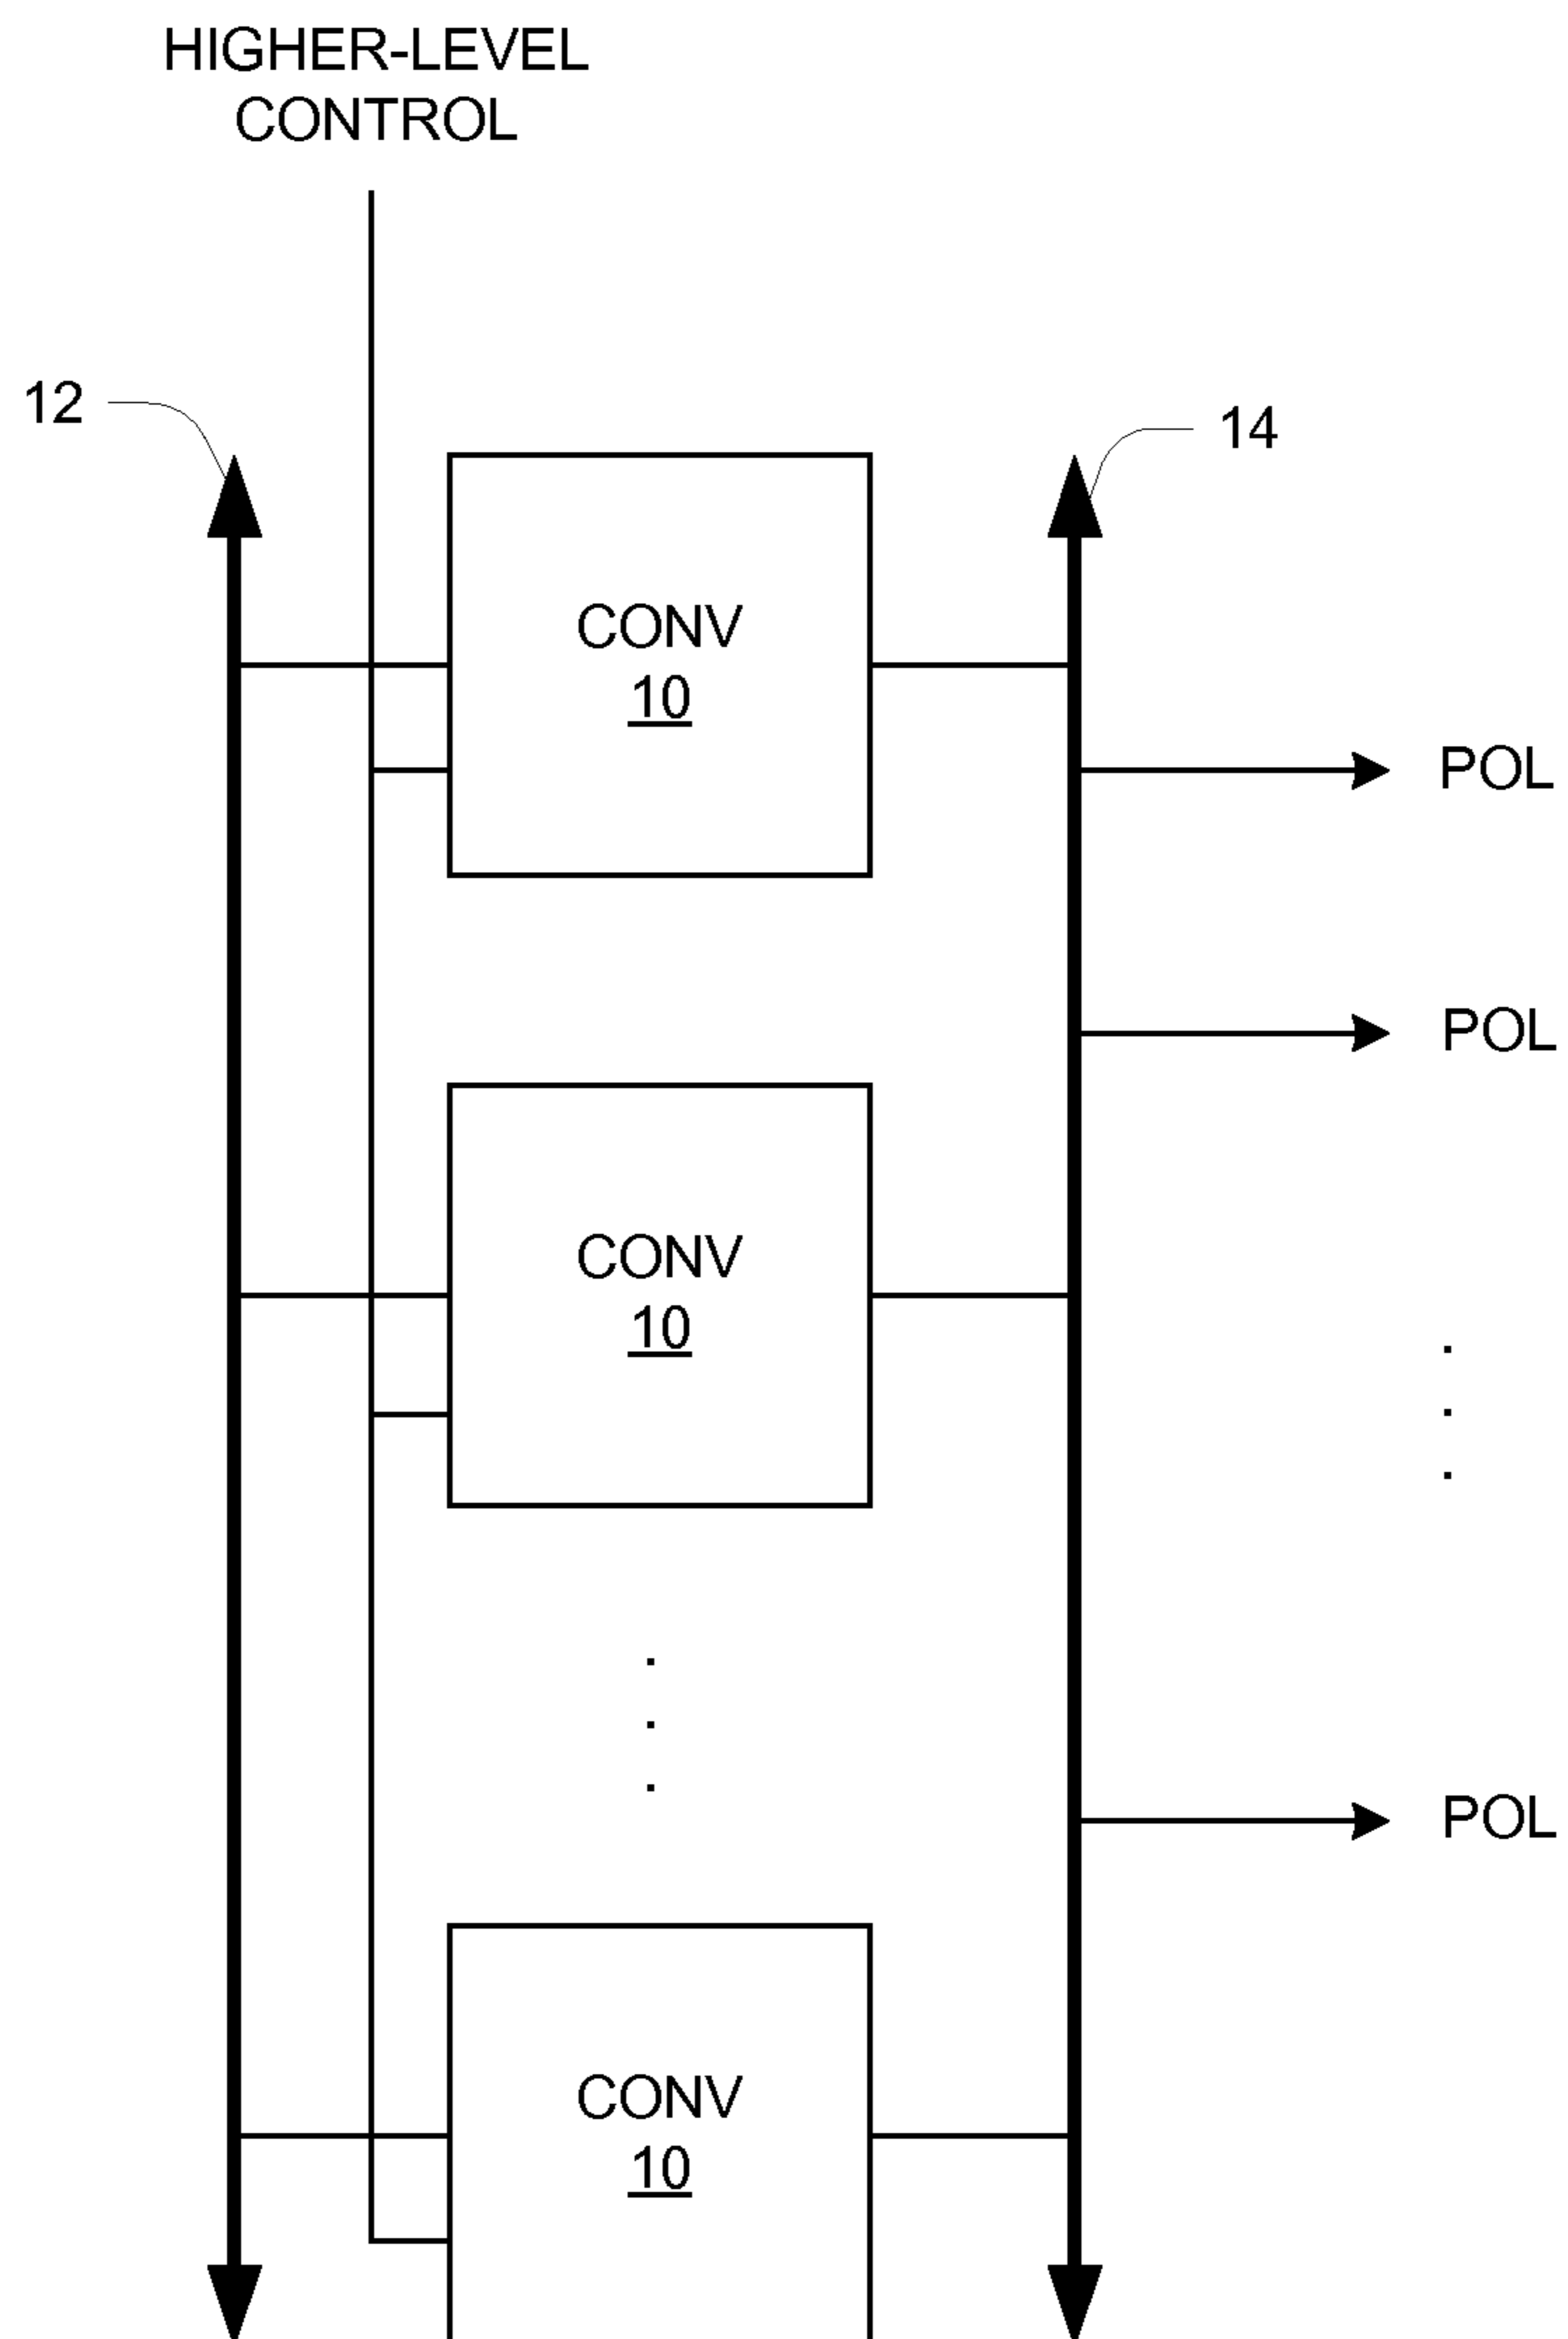 HIGHER-LEVEL
CONTROL
12
14
CONV
10
POL
POL
CONV
10
POL
CONV
10